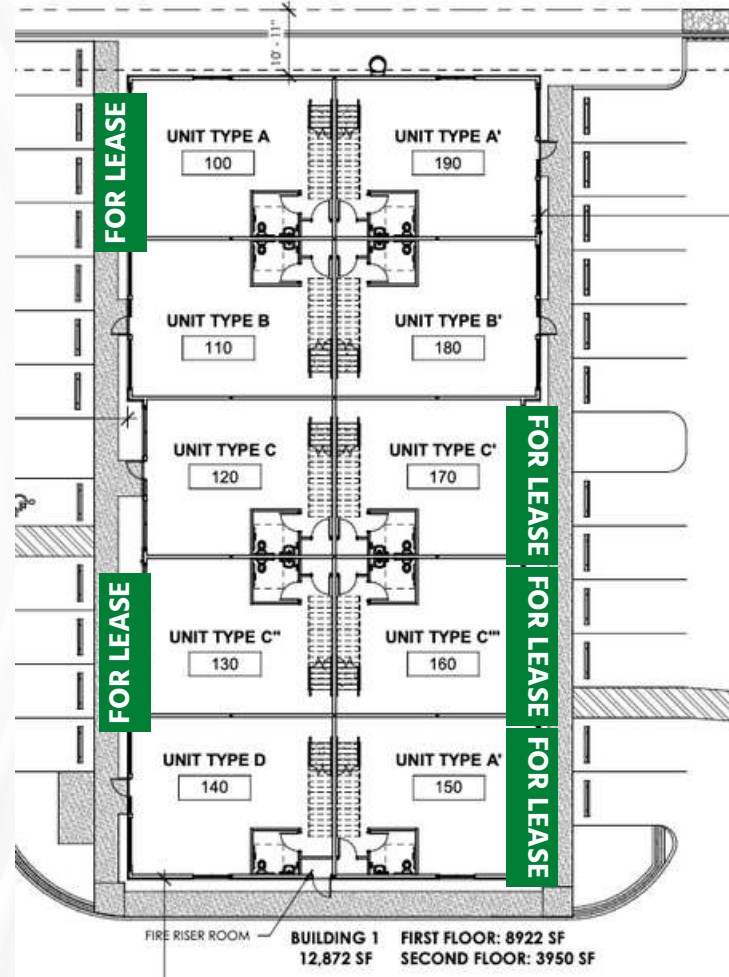 10' - 11"
FOR LEASE
UNIT TYPE A
100
UNIT TYPE A'
190
UNIT TYPE B
110
UNIT TYPE B'
180
UNIT TYPE C
120
UNIT TYPE C'
170
FOR LEASE
FOR LEASE
UNIT TYPE C"
130
UNIT TYPE C'"
160
FOR LEASE
UNIT TYPE D
140
UNIT TYPE A'
150
FOR LEASE
FIRE RISER ROOM
BUILDING 1 FIRST FLOOR: 8922 SF
12,872 SF SECOND FLOOR: 3950 SF